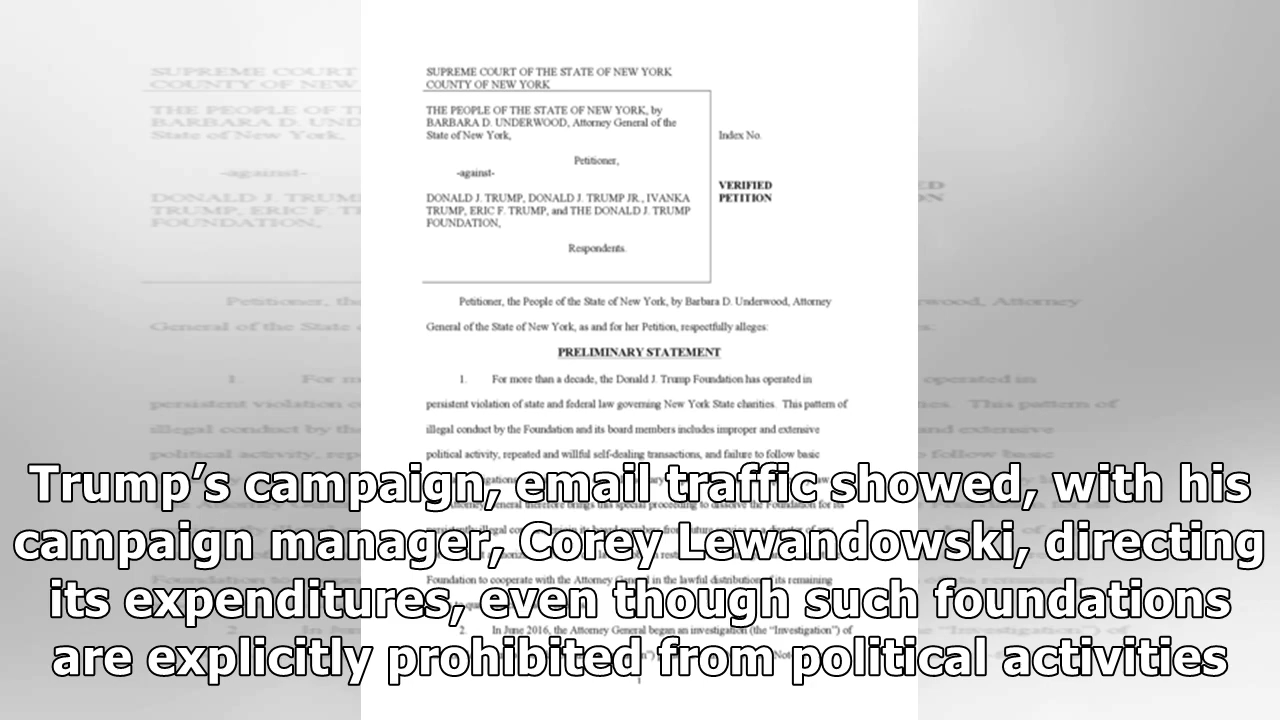 SUPREME COURT OF THE STATE OF NEW YORK
COUNTY OF NEW YORK
THE PEOPLE OF THE STATE OF NEW YORK, by
BARBARA D. UNDERWOOD, Attorney General of the
State of New York,
Petitioner,
-against-
DONALD J. TRUMP, DONALD J. TRUMP JR., IVANKA
TRUMP, ERIC F. TRUMP, and THE DONALD J. TRUMP
FOUNDATION,
Respondents.
Index No.
VERIFIED
PETITION
Petitioner, the People of the State of New York, by Barbara D. Underwood, Attorney
General of the State of New York, as and for her Petition, respectfully alleges:
PRELIMINARY STATEMENT
1. For more than a decade, the Donald J. Trump Foundation has operated in
persistent violation of state and federal law governing New York State charities. This pattern of
illegal conduct by the Foundation and its board members includes improper and extensive
political activity, repeated and willful self-dealing transactions, and failure to follow basic
Foundation to cooperate with the Attorney General in the lawful distribution of its remaining
2. In June 2016, the Attorney General began an investigation (the “Investigation”) of
Trump’s campaign, email traffic showed, with his
campaign manager, Corey Lewandowski, directing
its expenditures, even though such foundations
are explicitly prohibited from political activities